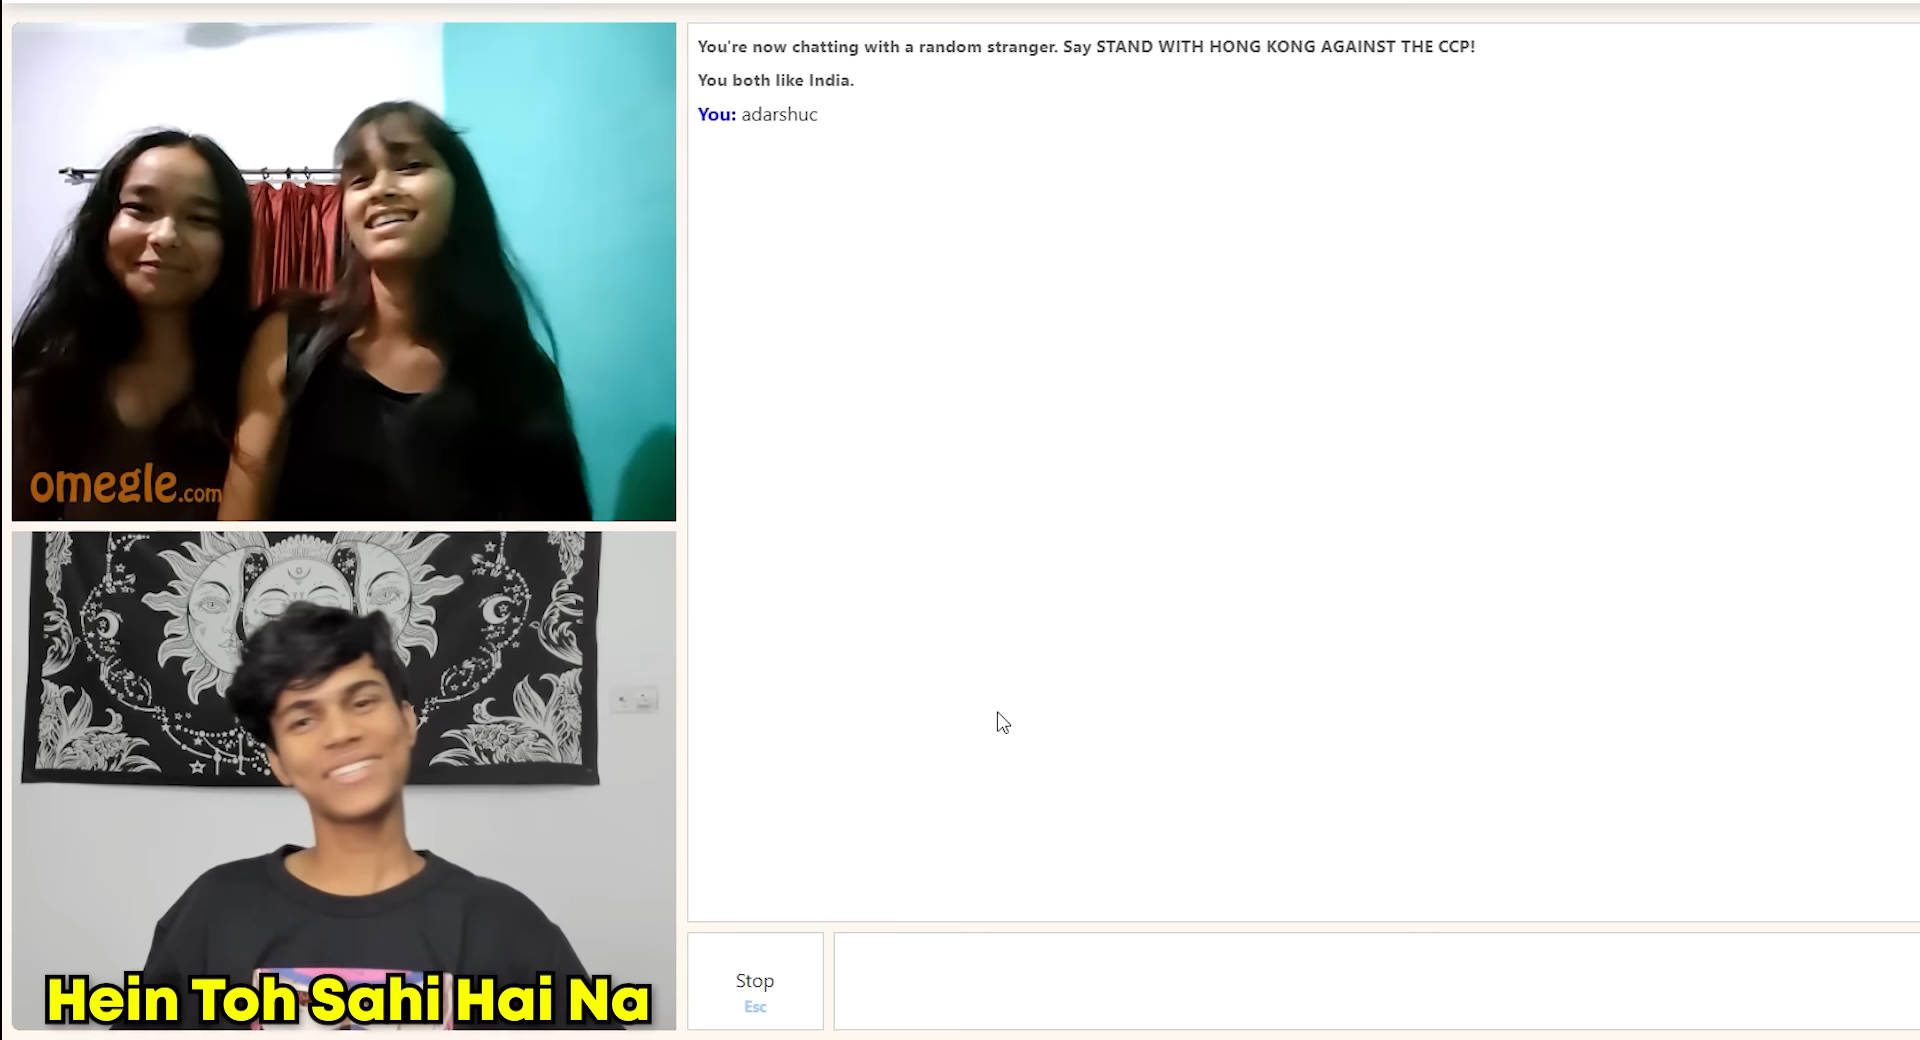 You're now chatting with a random stranger. Say STAND WITH HONG KONG AGAINST THE CCP!
You both like India.
You: adarshuc
omegle.com
Hein Toh Sahi Hai Na
Stop
Esc